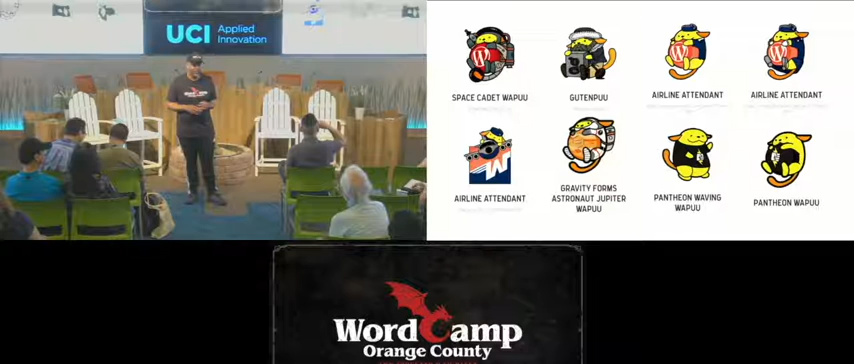 UCI Applied
Innovation
SPACE CADET WAPUU
GUTENPUU
AIRLINE ATTENDANT
AIRLINE ATTENDANT
AIRLINE ATTENDANT
GRAVITY FORMS
ASTRONAUT JUPITER
WAPUU
PANTHEON WAVING
WAPUU
PANTHEON WAPUU
WordCamp
Orange County